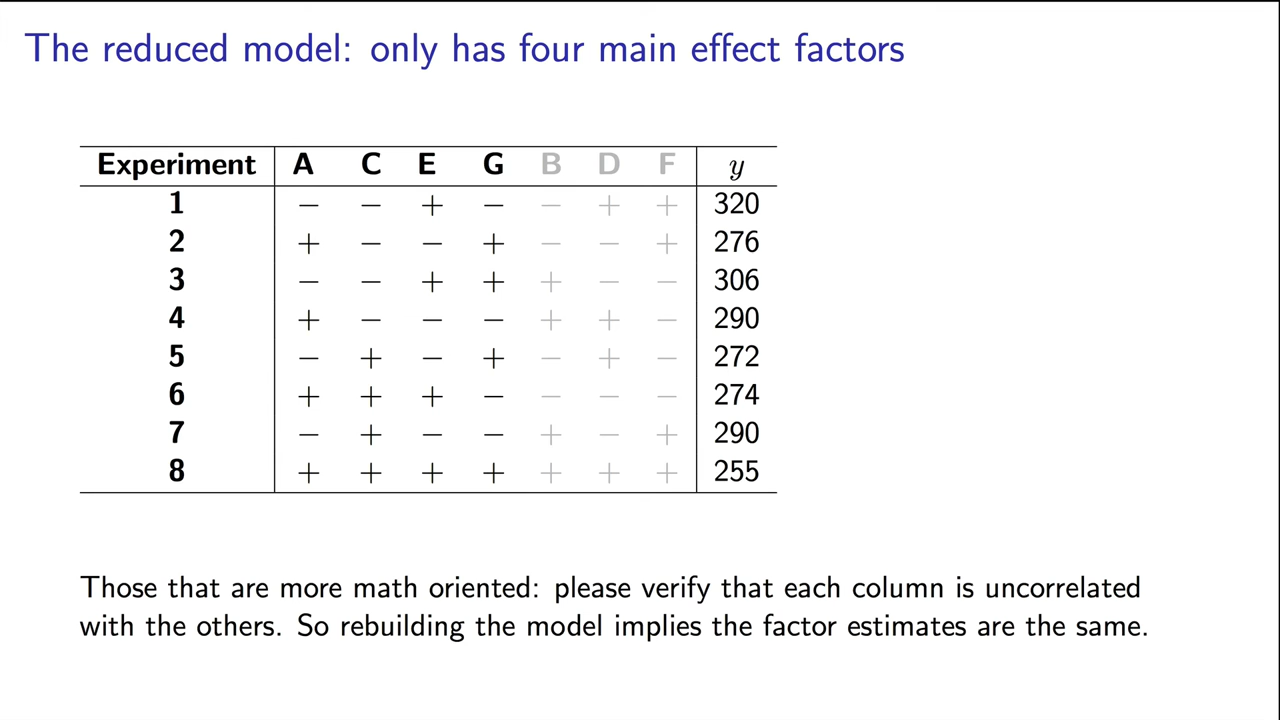 The reduced model: only has four main effect factors
Experiment A C E G B D F y
1 − − + − − + + 320
2 + − − + − − + 276
3 − − + + + − − 306
4 + − − − + + − 290
5 − + − + − + − 272
6 + + + − − − − 274
7 − + − − + − + 290
8 + + + + + + + 255
Those that are more math oriented: please verify that each column is uncorrelated
with the others. So rebuilding the model implies the factor estimates are the same.